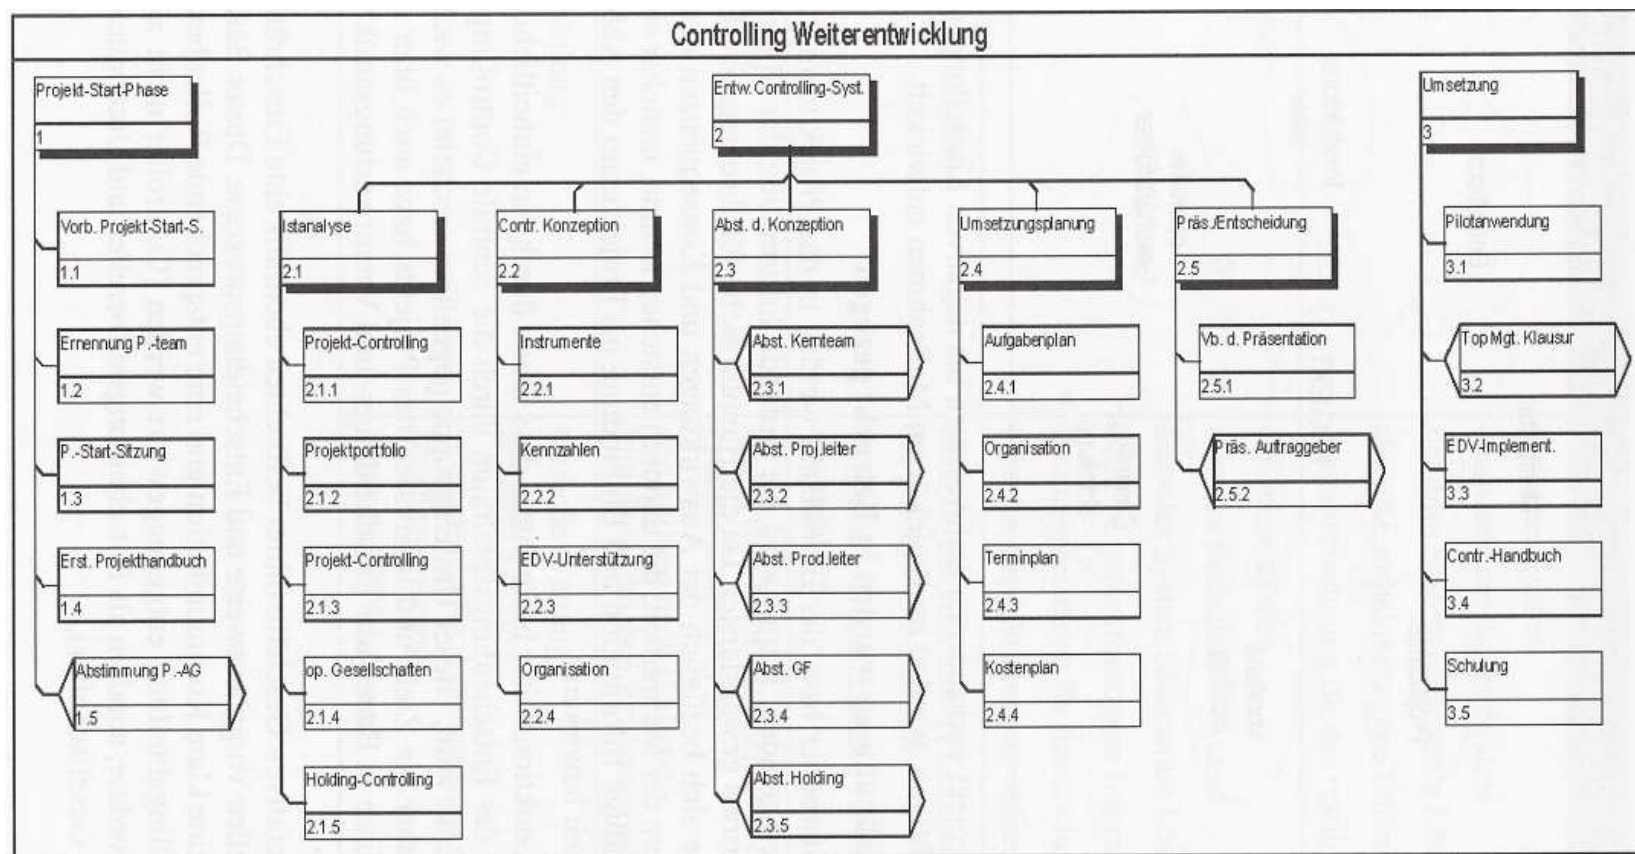 Controlling Weiterentwicklung
Projekt-Start-Phase
1
Vorb. Projekt-Start-S.
1.1
Ernennung P.-team
1.2
P.-Start-Sitzung
1.3
Erst. Projekthandbuch
1.4
Abstimmung P.-AG
1.5
Entw. Controlling-Syst.
2
Istanalyse
2.1
Projekt-Controlling
2.1.1
Projektportfolio
2.1.2
Projekt-Controlling
2.1.3
op. Gesellschaften
2.1.4
Holding-Controlling
2.1.5
Contr. Konzeption
2.2
Instrumente
2.2.1
Kennzahlen
2.2.2
EDV-Unterstützung
2.2.3
Organisation
2.2.4
Abst. d. Konzeption
2.3
Abst. Kernteam
2.3.1
Abst. Proj.leiter
2.3.2
Abst. Prod.leiter
2.3.3
Abst. GF
2.3.4
Abst. Holding
2.3.5
Umsetzungsplanung
2.4
Aufgabenplan
2.4.1
Organisation
2.4.2
Terminplan
2.4.3
Kostenplan
2.4.4
Präs./Entscheidung
2.5
Vb. d. Präsentation
2.5.1
Präs. Auftraggeber
2.5.2
Umsetzung
3
Pilotanwendung
3.1
Top Mgt. Klausur
3.2
EDV-Implement.
3.3
Contr.-Handbuch
3.4
Schulung
3.5